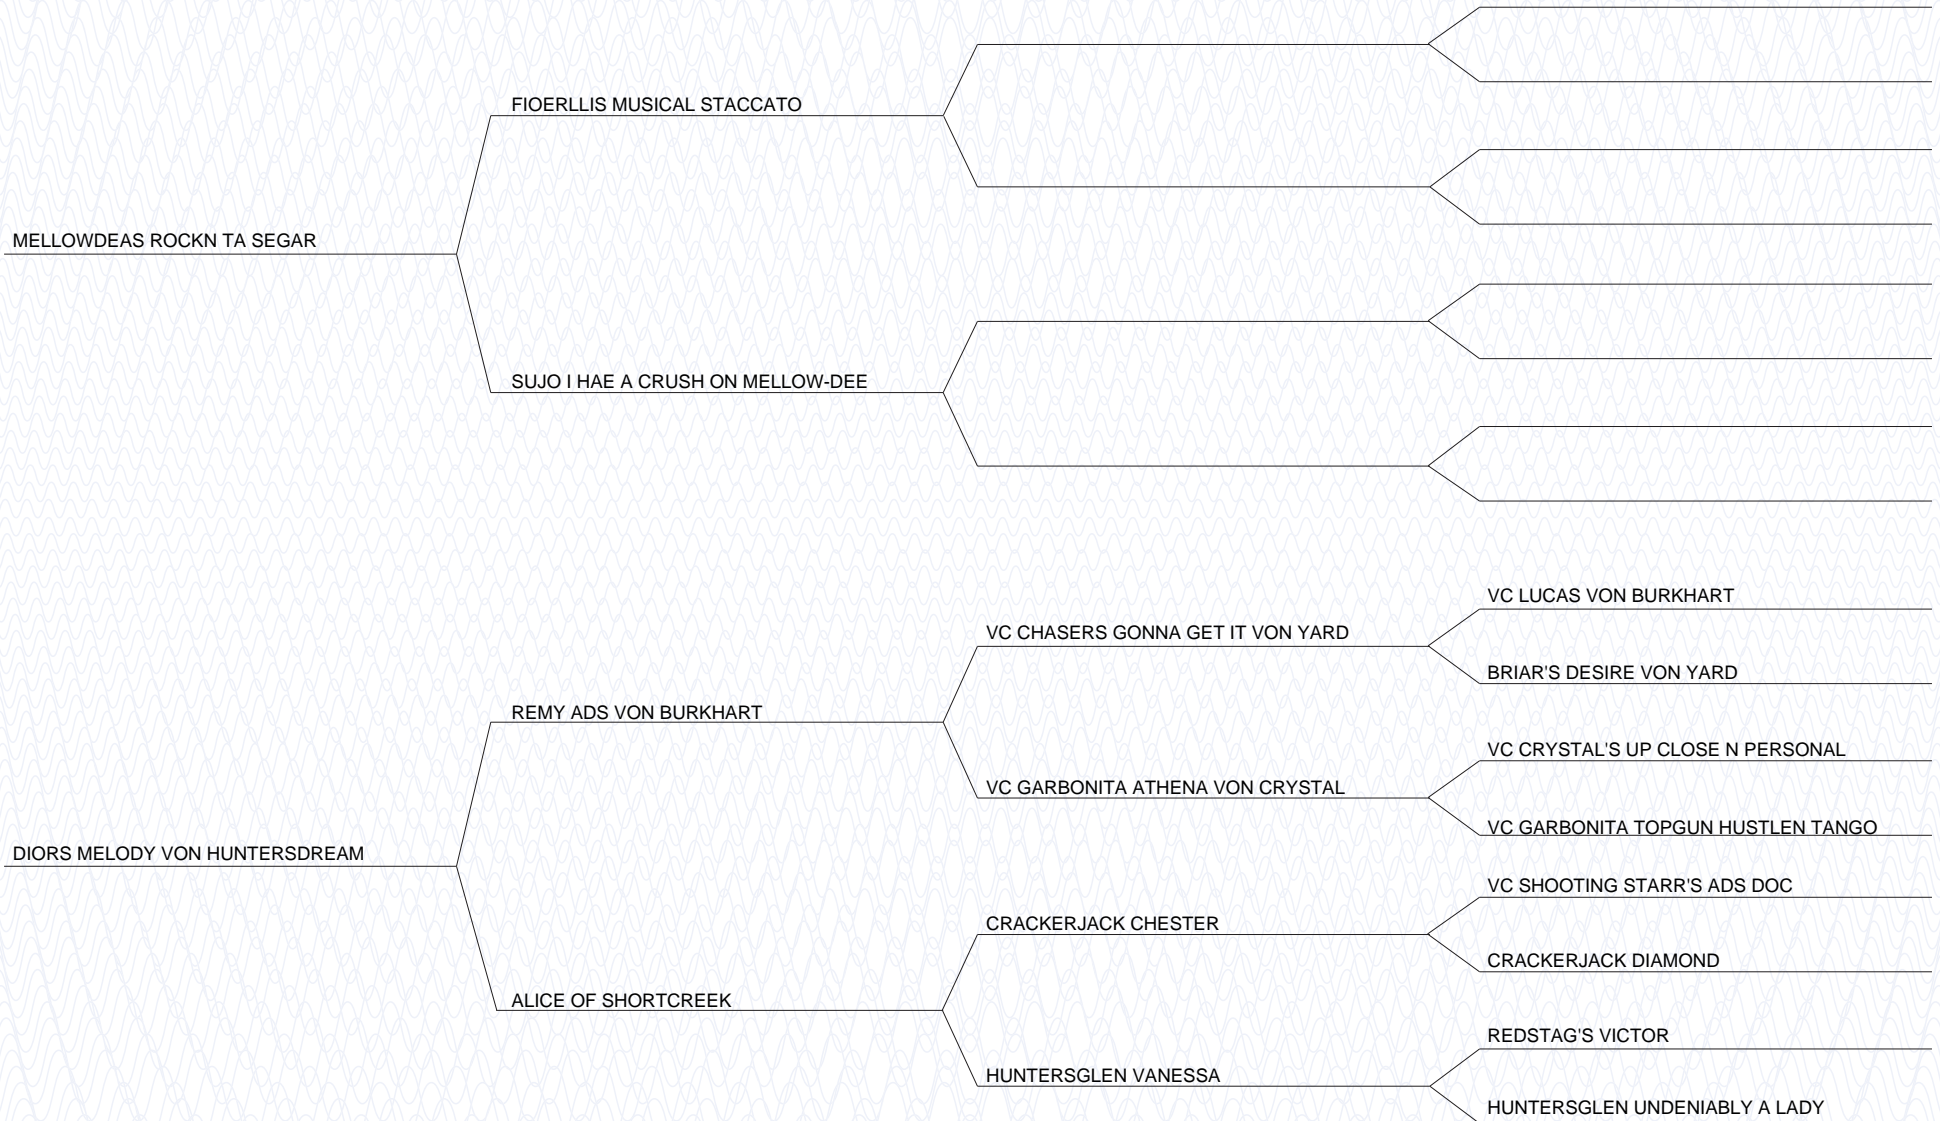 FIOERLLIS MUSICAL STACCATO
MELLOWDEAS ROCKN TA SEGAR
SUJO I HAE A CRUSH ON MELLOW-DEE
VC LUCAS VON BURKHART
VC CHASERS GONNA GET IT VON YARD
BRIAR'S DESIRE VON YARD
REMY ADS VON BURKHART
VC CRYSTAL'S UP CLOSE N PERSONAL
VC GARBONITA ATHENA VON CRYSTAL
VC GARBONITA TOPGUN HUSTLEN TANGO
DIORS MELODY VON HUNTERSDREAM
VC SHOOTING STARR'S ADS DOC
CRACKERJACK CHESTER
CRACKERJACK DIAMOND
ALICE OF SHORTCREEK
REDSTAG'S VICTOR
HUNTERSGLEN VANESSA
HUNTERSGLEN UNDENIABLY A LADY